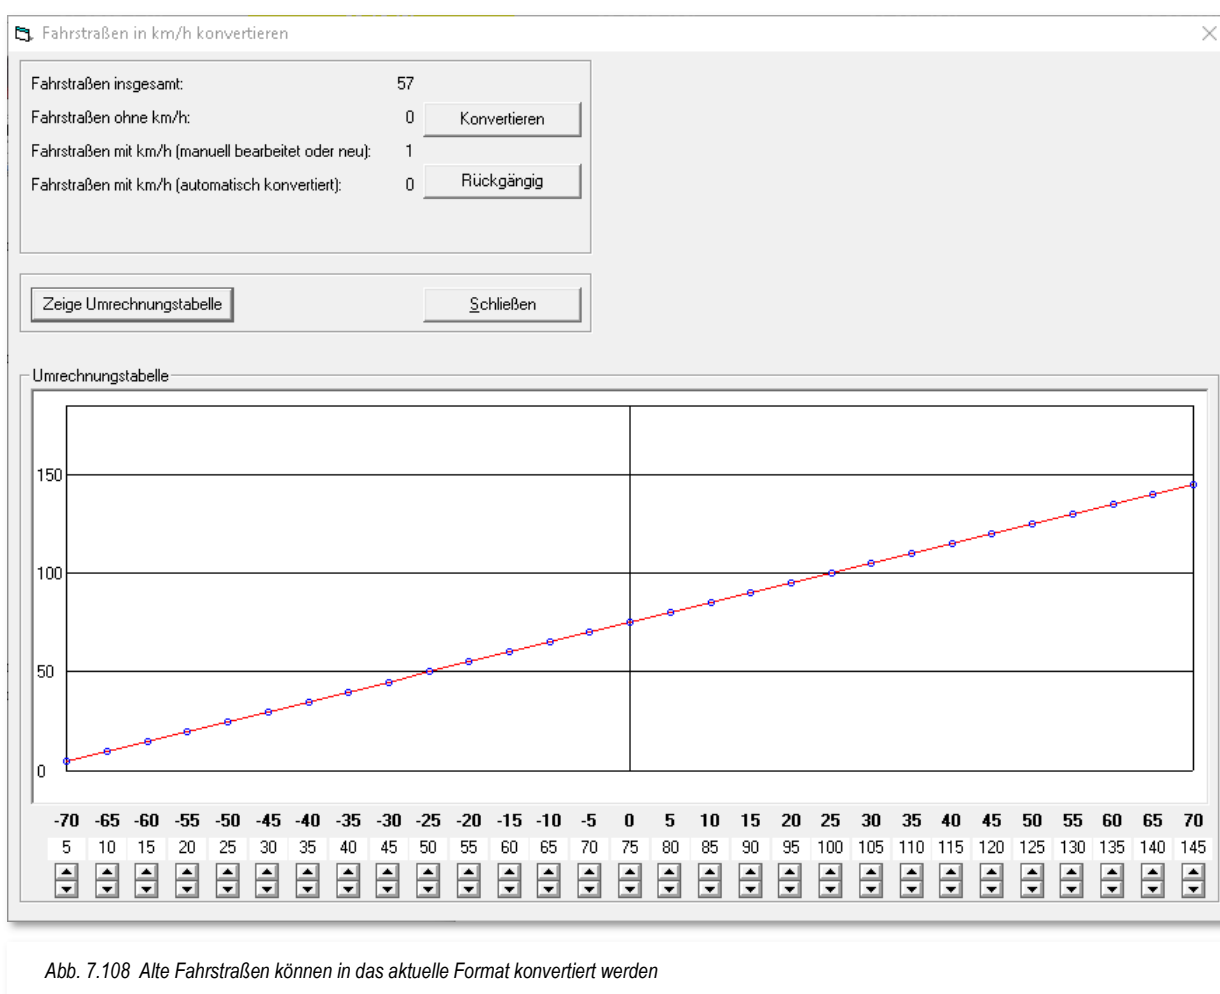 Fahrstraßen in km/h konvertieren
Fahrstraßen insgesamt: 57
Fahrstraßen ohne km/h: 0 Konvertieren
Fahrstraßen mit km/h (manuell bearbeitet oder neu): 1
Fahrstraßen mit km/h (automatisch konvertiert): 0 Rückgängig
Zeige Umrechnungstabelle Schließen
Umrechnungstabelle
150
100
50
0
-70 -65 -60 -55 -50 -45 -40 -35 -30 -25 -20 -15 -10 -5 0 5 10 15 20 25 30 35 40 45 50 55 60 65 70
5 10 15 20 25 30 35 40 45 50 55 60 65 70 75 80 85 90 95 100 105 110 115 120 125 130 135 140 145
Abb. 7.108 Alte Fahrstraßen können in das aktuelle Format konvertiert werden